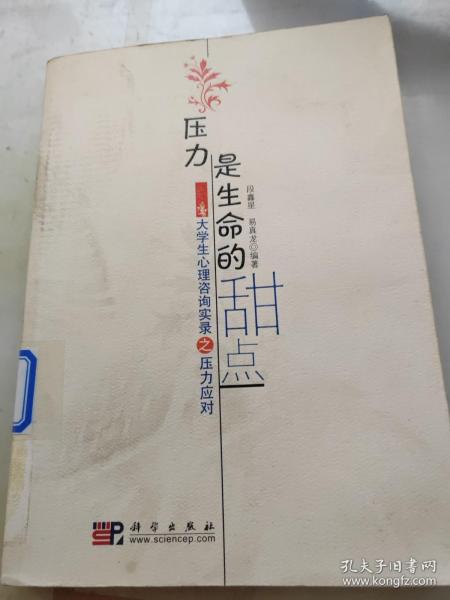 压力
是生命的
甜点
段鑫星 易真龙◎编著
大学生心理咨询实录之压力应对
科学出版社
www.sciencep.com
孔夫子旧书网
www.kongfz.com